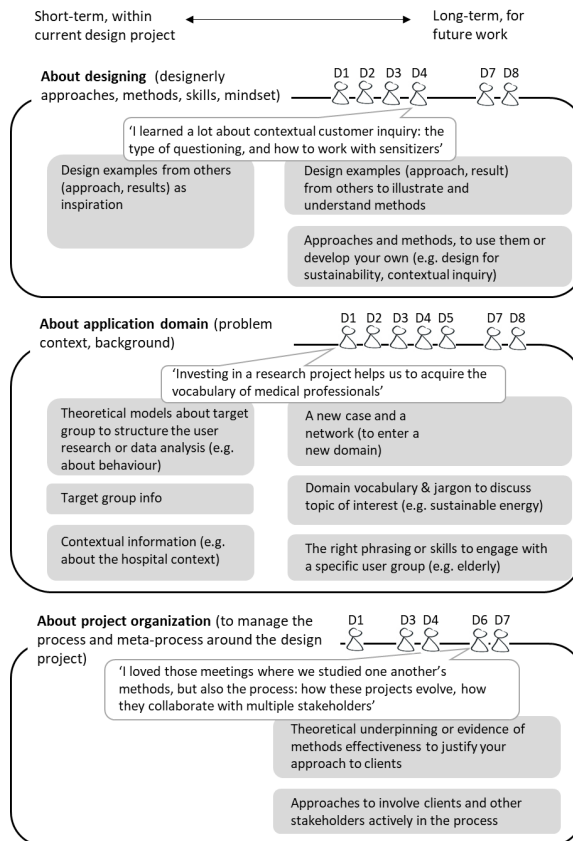 Short-term, within
current design project
Long-term, for
future work
About designing (designerly
approaches, methods, skills, mindset)
D1 D2 D3 D4 D7 D8
'I learned a lot about contextual customer inquiry: the
type of questioning, and how to work with sensitizers'
Design examples from others
(approach, results) as
inspiration
Design examples (approach, result)
from others to illustrate and
understand methods
Approaches and methods, to use them or
develop your own (e.g. design for
sustainability, contextual inquiry)
About application domain (problem
context, background)
D1 D2 D3 D4 D5 D7 D8
'Investing in a research project helps us to acquire the
vocabulary of medical professionals'
Theoretical models about target
group to structure the user
research or data analysis (e.g.
about behaviour)
Target group info
Contextual information (e.g.
about the hospital context)
A new case and a
network (to enter a
new domain)
Domain vocabulary & jargon to discuss
topic of interest (e.g. sustainable energy)
The right phrasing or skills to engage with
a specific user group (e.g. elderly)
About project organization (to manage the
process and meta-process around the design
project)
D1 D3 D4 D6 D7
'I loved those meetings where we studied one another's
methods, but also the process: how these projects evolve, how
they collaborate with multiple stakeholders'
Theoretical underpinning or evidence of
methods effectiveness to justify your
approach to clients
Approaches to involve clients and other
stakeholders actively in the process